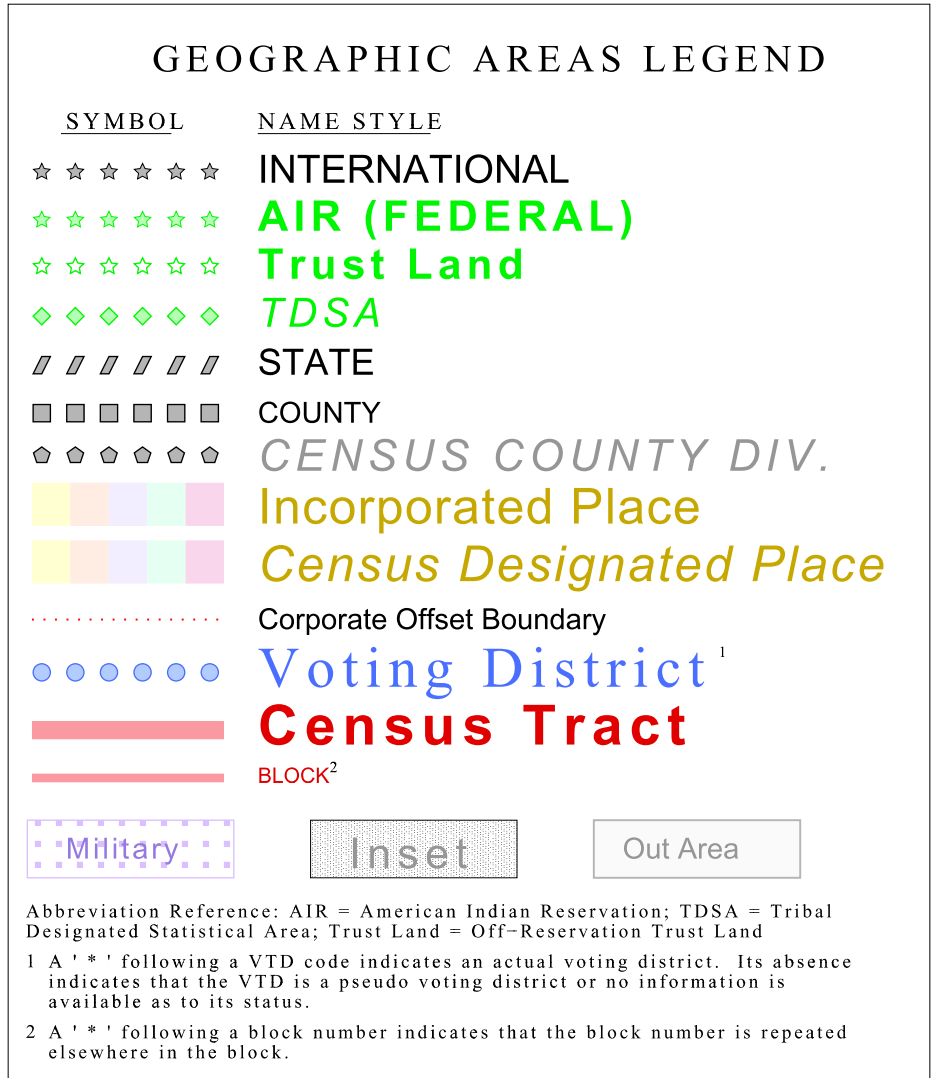 GEOGRAPHIC AREAS LEGEND
SYMBOL NAME STYLE
INTERNATIONAL
AIR (FEDERAL)
Trust Land
TDSA
STATE
COUNTY
CENSUS COUNTY DIV.
Incorporated Place
Census Designated Place
Corporate Offset Boundary
Voting District 1
Census Tract
BLOCK2
Military Inset Out Area
Abbreviation Reference: AIR = American Indian Reservation; TDSA = Tribal
Designated Statistical Area; Trust Land = Off-Reservation Trust Land
1 A ' * ' following a VTD code indicates an actual voting district. Its absence
indicates that the VTD is a pseudo voting district or no information is
available as to its status.
2 A ' * ' following a block number indicates that the block number is repeated
elsewhere in the block.